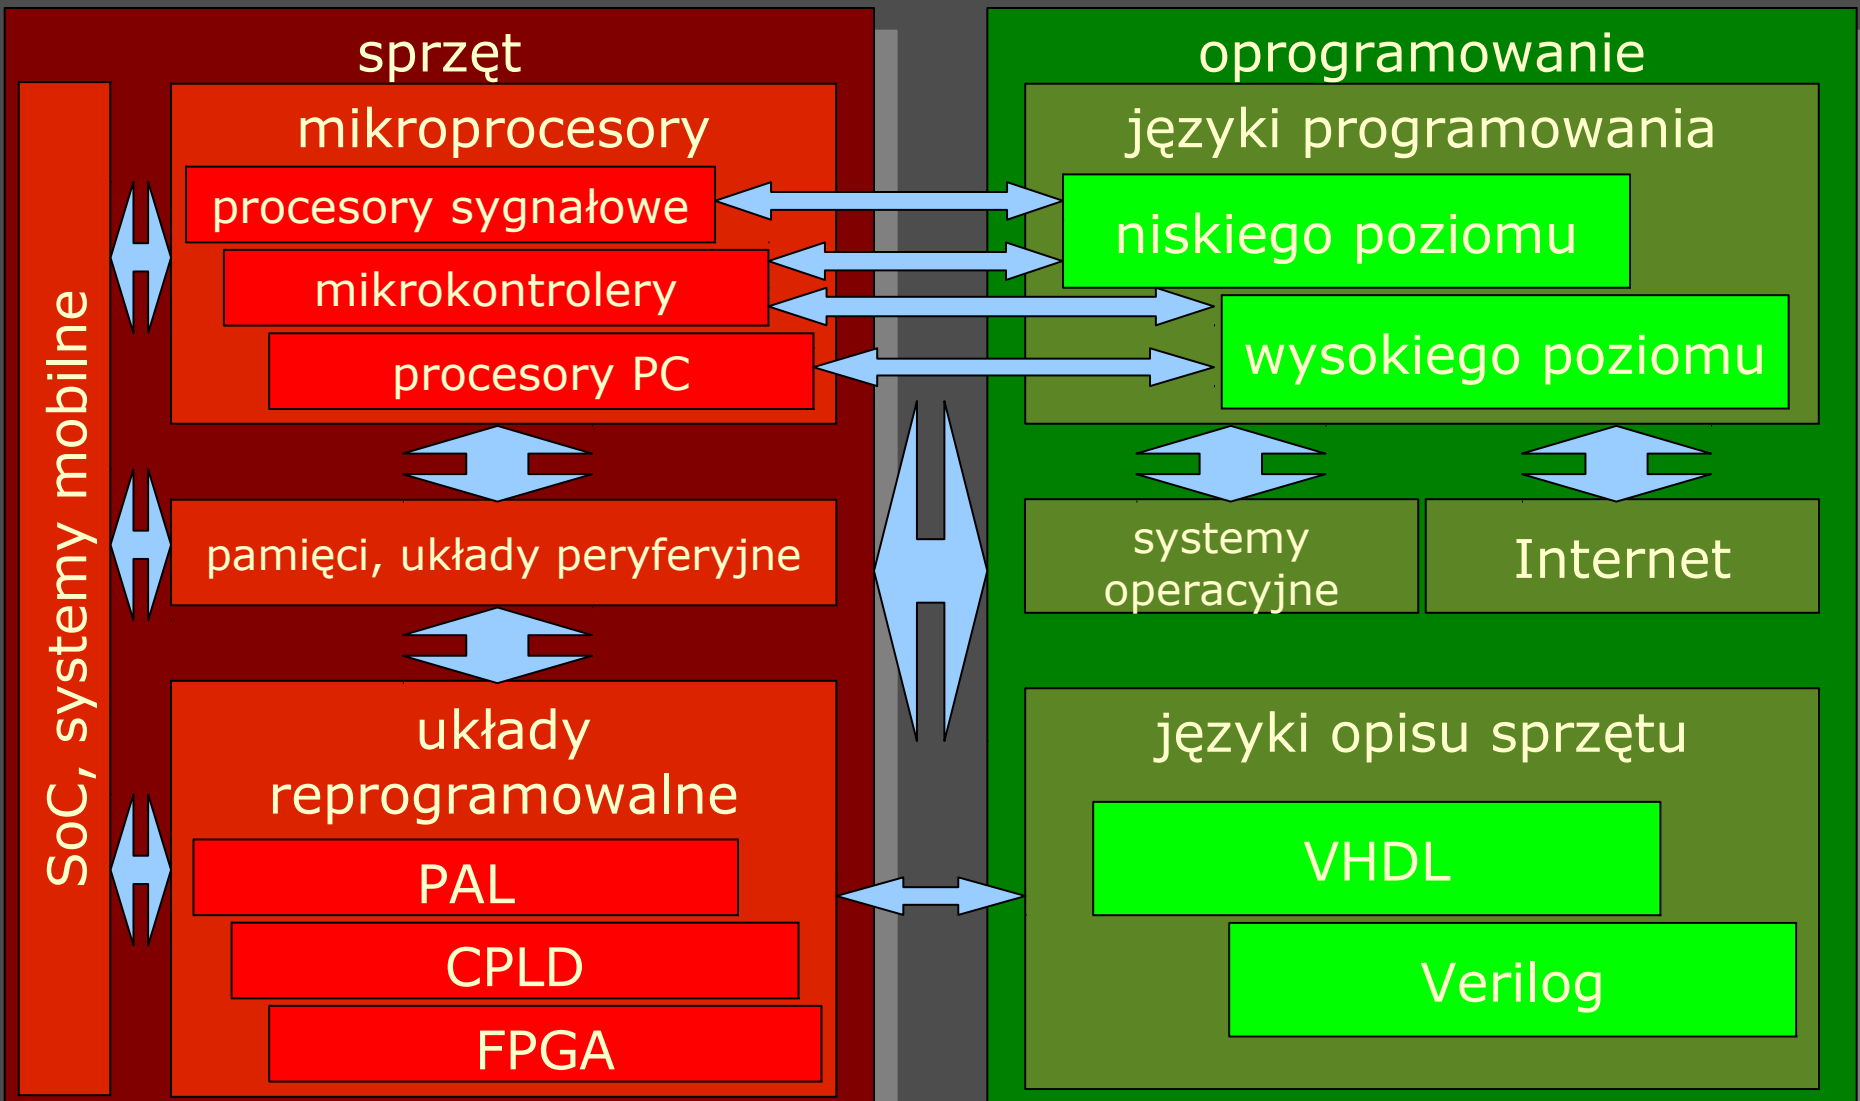 sprzęt
SoC, systemy mobilne
mikroprocesory
procesory sygnałowe
mikrokontrolery
procesory PC
pamięci, układy peryferyjne
układy
reprogramowalne
PAL
CPLD
FPGA
oprogramowanie
języki programowania
niskiego poziomu
wysokiego poziomu
systemy
operacyjne
Internet
języki opisu sprzętu
VHDL
Verilog